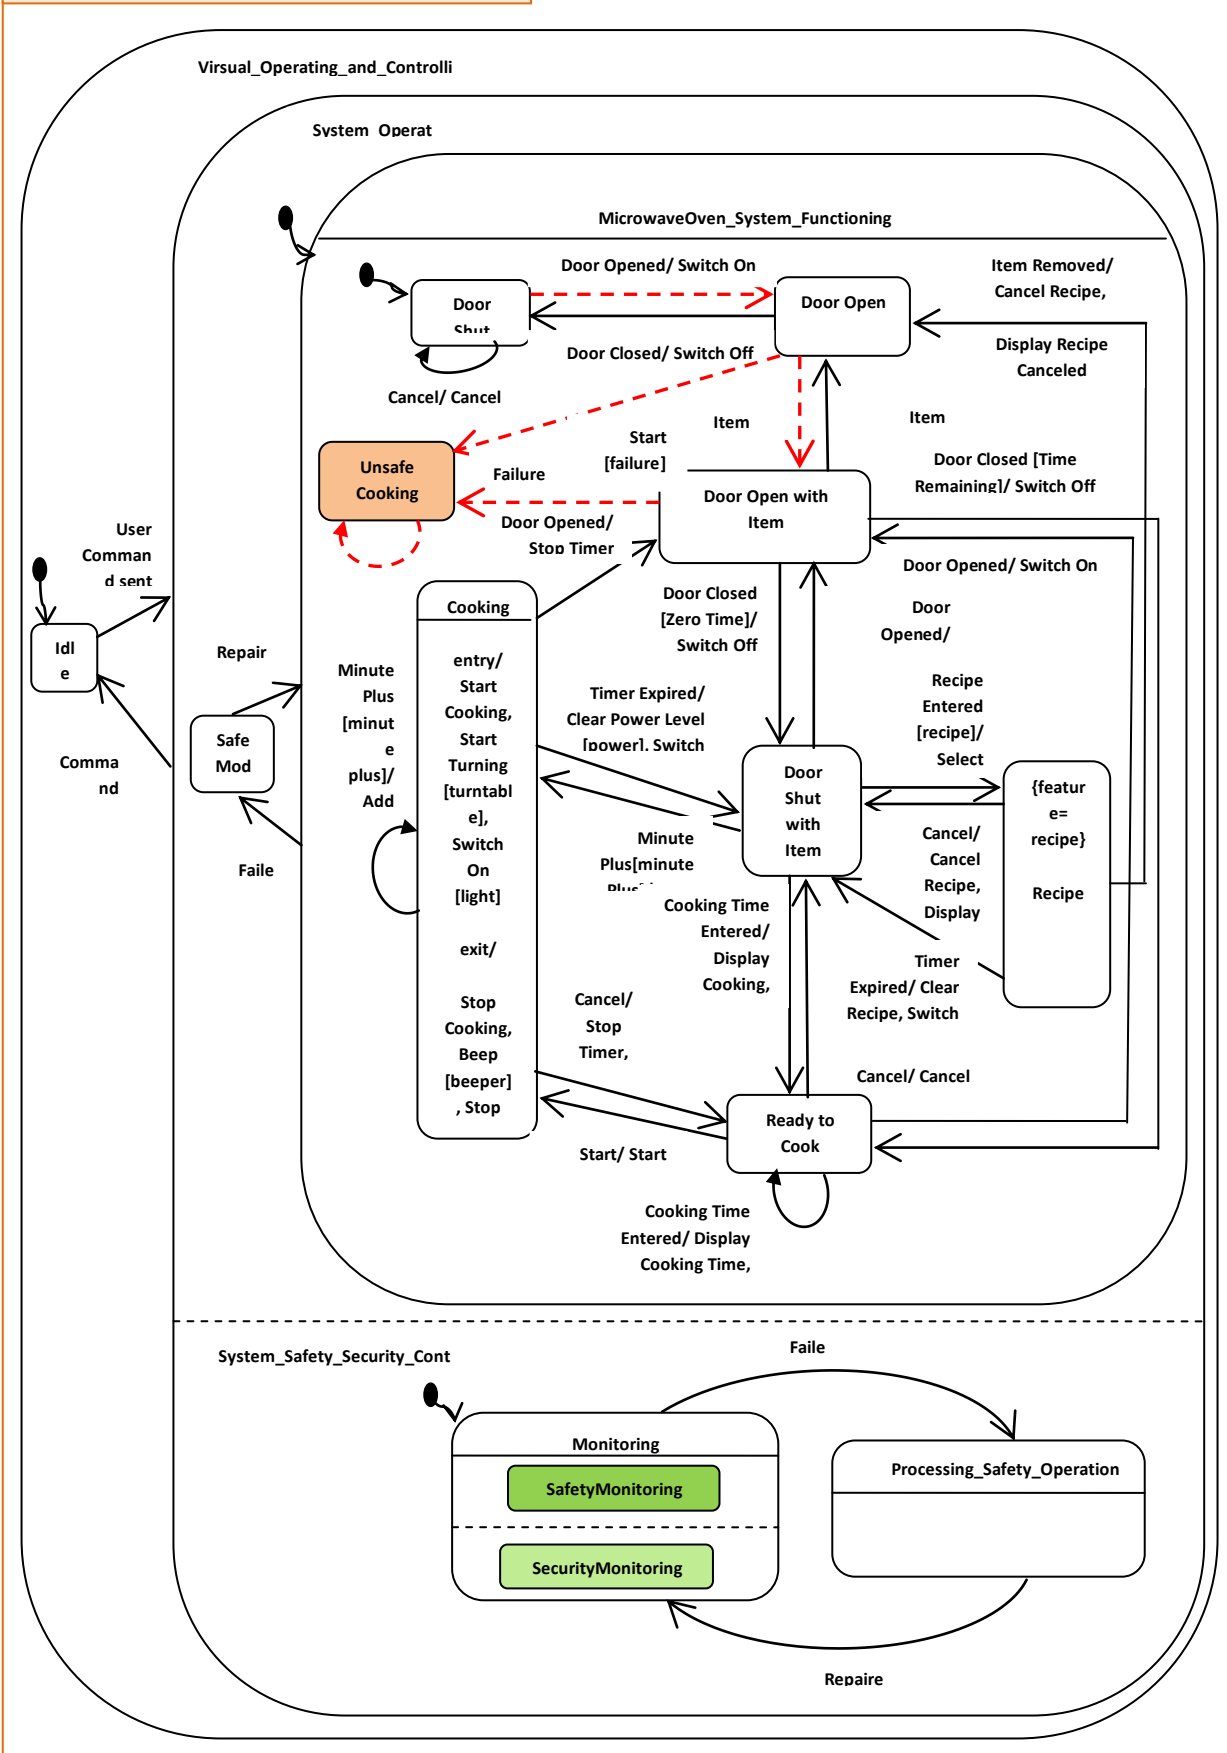 Virsual_Operating_and_Controlli
System_Operat
MicrowaveOven_System_Functioning
Door Opened/ Switch On
Item Removed/
Cancel Recipe,
Display Recipe
Canceled
Door
Shut
Door Open
Door Closed/ Switch Off
Cancel/ Cancel
Item
Item
Start
[failure]
Failure
Unsafe
Cooking
Door Closed [Time
Remaining]/ Switch Off
Door Open with
Item
Door Opened/
Stop Timer
Door Opened/ Switch On
User
Comman
d sent
Idl
e
Comma
nd
Repair
Safe
Mod
Faile
Minute
Plus
[minut
e
plus]/
Add
Cooking
entry/
Start
Cooking,
Start
Turning
[turntabl
e],
Switch
On
[light]
exit/
Stop
Cooking,
Beep
[beeper]
, Stop
Door Closed
[Zero Time]/
Switch Off
Door
Opened/
Timer Expired/
Clear Power Level
[power], Switch
Recipe
Entered
[recipe]/
Select
Door
Shut
with
Item
{featur
e=
recipe}
Recipe
Minute
Plus[minute
Cancel/
Cancel
Recipe,
Display
Cooking Time
Entered/
Display
Cooking,
Timer
Expired/ Clear
Recipe, Switch
Cancel/
Stop
Timer,
Cancel/ Cancel
Ready to
Cook
Start/ Start
Cooking Time
Entered/ Display
Cooking Time,
System_Safety_Security_Cont
Faile
Monitoring
SafetyMonitoring
SecurityMonitoring
Processing_Safety_Operation
Repaire